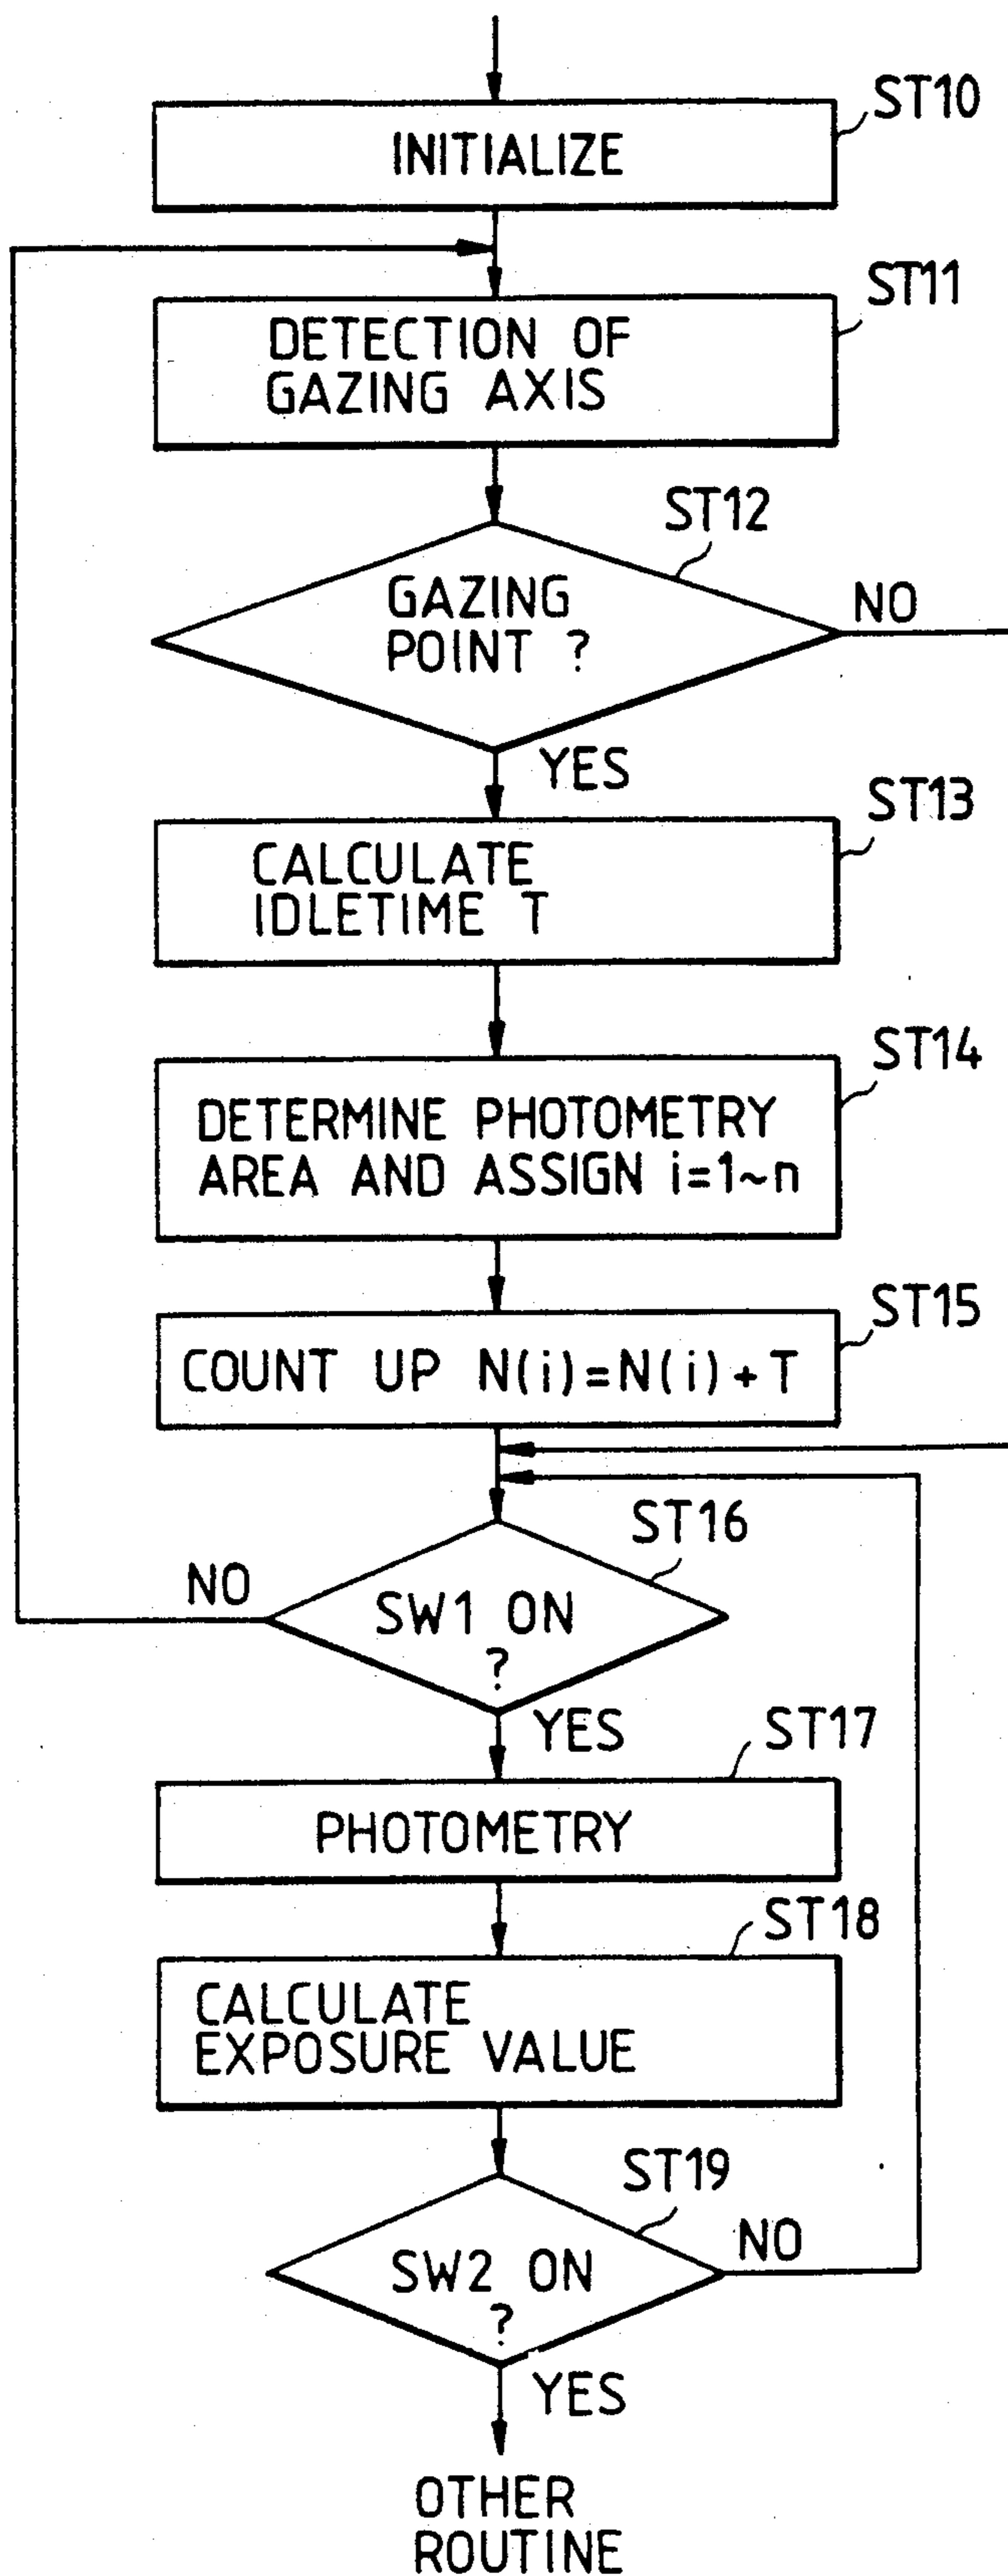 ST10
INITIALIZE
ST11
DETECTION OF
GAZING AXIS
ST12
GAZING
POINT ?
NO
YES
ST13
CALCULATE
IDLETIME T
ST14
DETERMINE PHOTOMETRY
AREA AND ASSIGN i=1~n
ST15
COUNT UP N(i)=N(i)+T
ST16
NO
SW1 ON
?
YES
ST17
PHOTOMETRY
ST18
CALCULATE
EXPOSURE VALUE
ST19
SW2 ON
?
NO
YES
OTHER
ROUTINE